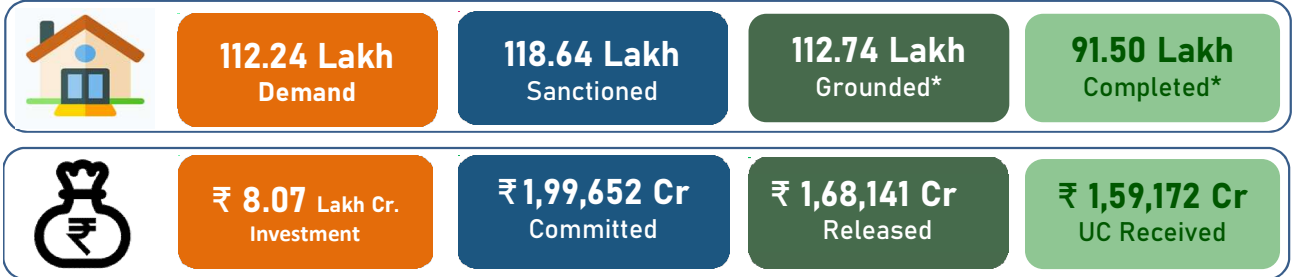 112.24 Lakh
Demand
118.64 Lakh
Sanctioned
112.74 Lakh
Grounded*
91.50 Lakh
Completed*
₹
₹ 8.07 Lakh Cr.
Investment
₹ 1,99,652 Cr
Committed
₹ 1,68,141 Cr
Released
₹ 1,59,172 Cr
UC Received